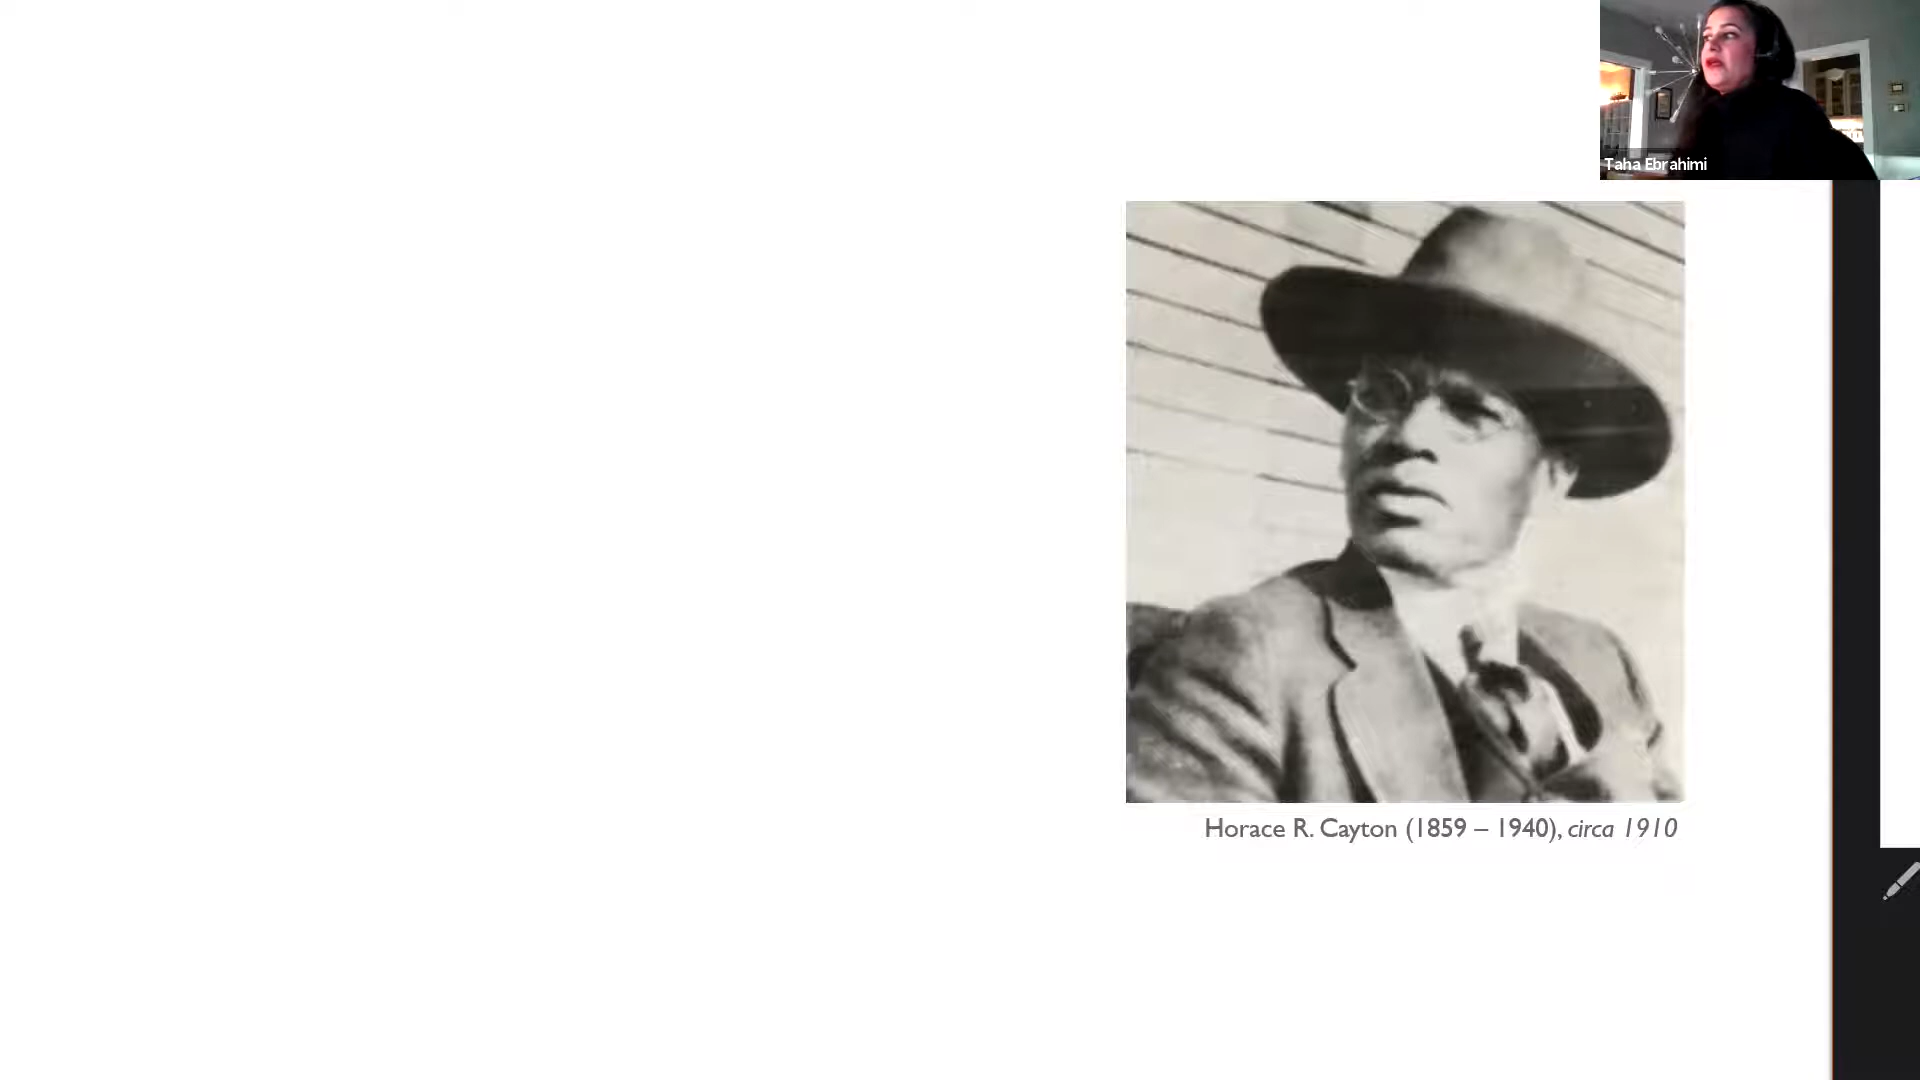 Taha Ebrahimi
Horace R. Cayton (1859 – 1940), circa 1910